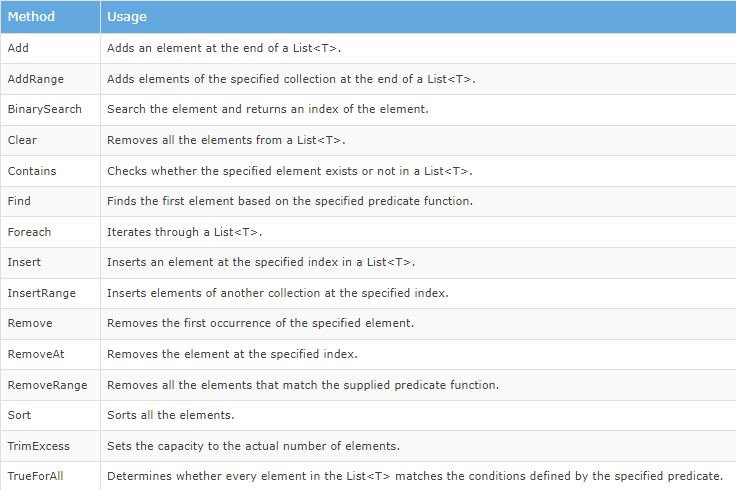 Method Usage
Add Adds an element at the end of a List<T>.
AddRange Adds elements of the specified collection at the end of a List<T>.
BinarySearch Search the element and returns an index of the element.
Clear Removes all the elements from a List<T>.
Contains Checks whether the specified element exists or not in a List<T>.
Find Finds the first element based on the specified predicate function.
Foreach Iterates through a List<T>.
Insert Inserts an element at the specified index in a List<T>.
InsertRange Inserts elements of another collection at the specified index.
Remove Removes the first occurrence of the specified element.
RemoveAt Removes the element at the specified index.
RemoveRange Removes all the elements that match the supplied predicate function.
Sort Sorts all the elements.
TrimExcess Sets the capacity to the actual number of elements.
TrueForAll Determines whether every element in the List<T> matches the conditions defined by the specified predicate.